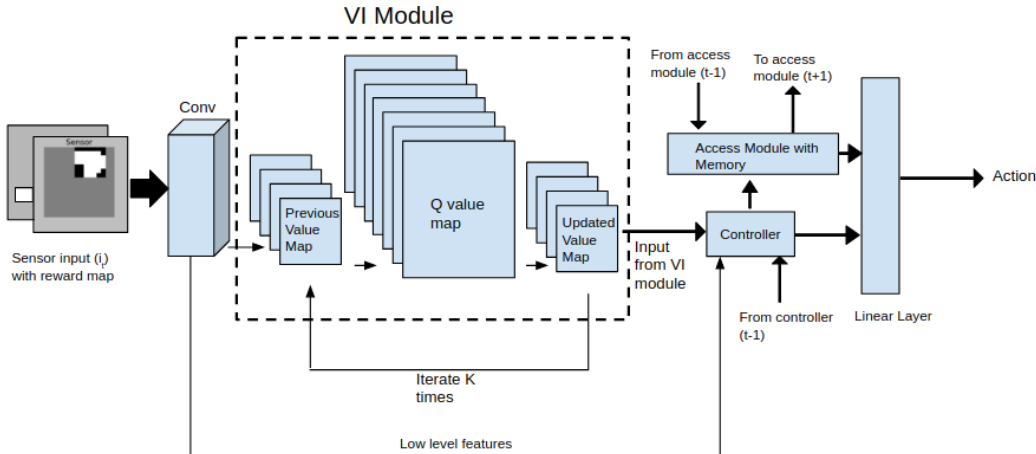 VI Module
From access
module (t-1)
To access
module (t+1)
Conv
Sensor
Access Module with
Memory
Action
Previous
Value
Map
Q value
map
Updated
Value
Map
Controller
Sensor input (i_t)
with reward map
Input
from VI
module
From controller
(t-1)
Linear Layer
Iterate K
times
Low level features